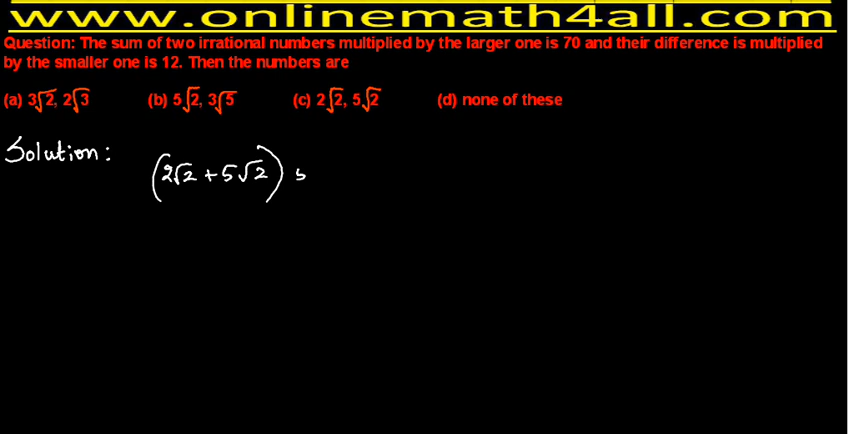 www.onlinemath4all.com
Question: The sum of two irrational numbers multiplied by the larger one is 70 and their difference is multiplied
by the smaller one is 12. Then the numbers are
(a) 3√2, 2√3 (b) 5√2, 3√5 (c) 2√2, 5√2 (d) none of these
Solution:
(2√2 + 5√2) 5